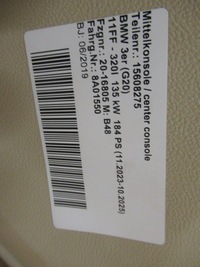 Mittelkonsole / center console
Teilenr.: 15608275
BMW 3er (G20)
11FF - 320i 135 kW 184 PS (11.2023-10.2025)
Fzgnr.: 20-16805 M: B48
Fahrg.Nr.: 8A01550
BJ: 06/2019